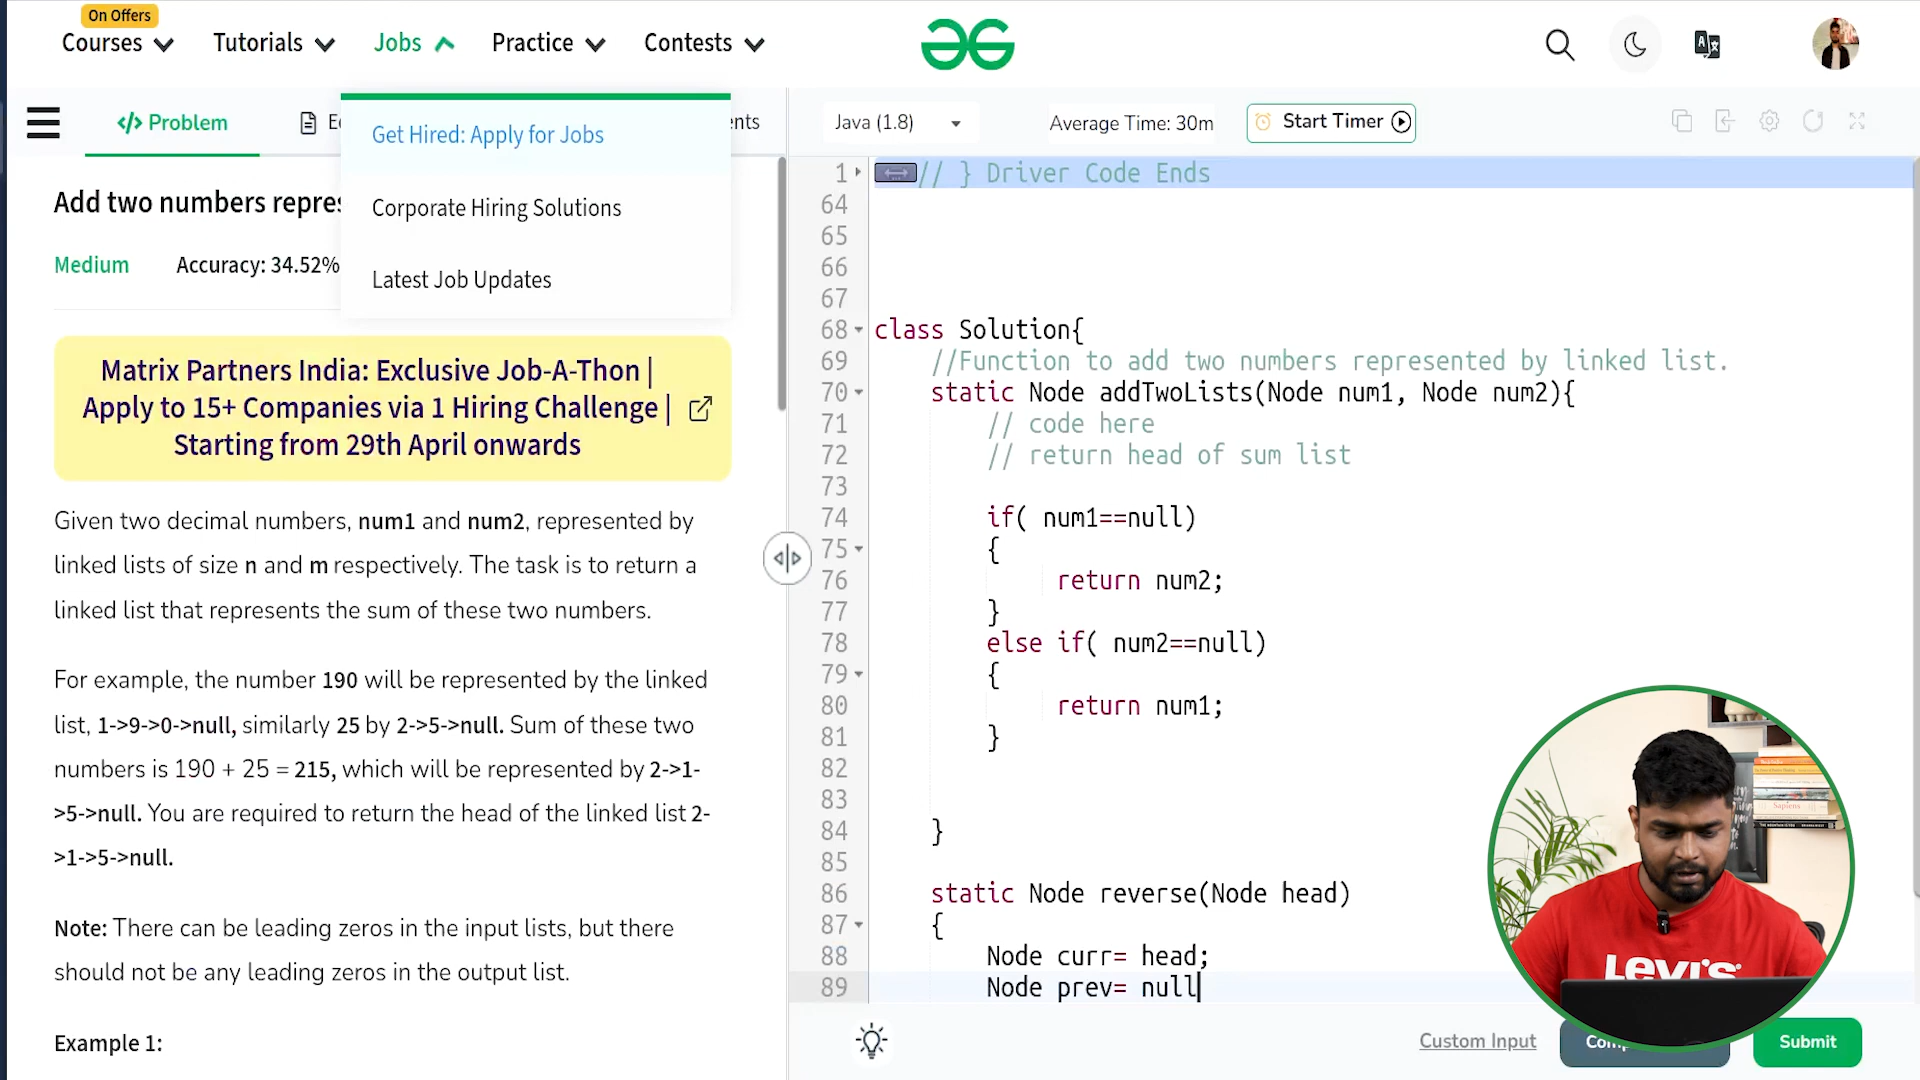 On Offers
Courses
Tutorials
Jobs
Practice
Contests
Problem
Get Hired: Apply for Jobs
Corporate Hiring Solutions
Latest Job Updates
Add two numbers
Medium
Accuracy: 34.52%
Matrix Partners India: Exclusive Job-A-Thon |
Apply to 15+ Companies via 1 Hiring Challenge |
Starting from 29th April onwards
Given two decimal numbers, num1 and num2, represented by
linked lists of size n and m respectively. The task is to return a
linked list that represents the sum of these two numbers.
For example, the number 190 will be represented by the linked
list, 1->9->0->null, similarly 25 by 2->5->null. Sum of these two
numbers is 190 + 25 = 215, which will be represented by 2->1-
>5->null. You are required to return the head of the linked list 2-
>1->5->null.
Note: There can be leading zeros in the input lists, but there
should not be any leading zeros in the output list.
Example 1:
Java (1.8)
Average Time: 30m
Start Timer
1 // } Driver Code Ends
64
65
66
67
68 class Solution{
69 //Function to add two numbers represented by linked list.
70 static Node addTwoLists(Node num1, Node num2){
71 // code here
72 // return head of sum list
73
74 if( num1==null)
75 {
76 return num2;
77 }
78 else if( num2==null)
79 {
80 return num1;
81 }
82
83
84 }
85
86 static Node reverse(Node head)
87 {
88 Node curr= head;
89 Node prev= null
Custom Input
Submit
Levi's
Sapiens